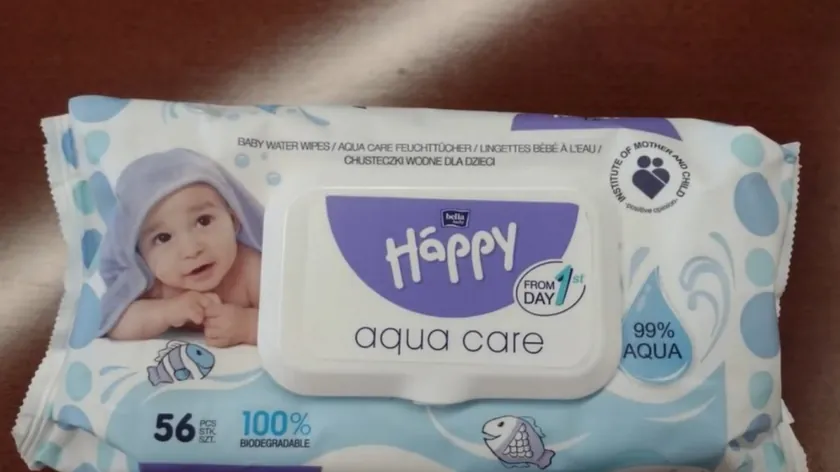 BABY WATER WIPES / AQUA CARE FEUCHTTÜCHER / LINGETTES BÉBÉ À L'EAU /
CHUSTECZKI WODNE DLA DZIECI
INSTITUTE OF MOTHER AND CHILD
-positive opinion-
bella
Háppy
FROM
DAY 1st
aqua care
99%
AQUA
56 PCS
STK.
SZT.
100%
BIODEGRADABLE